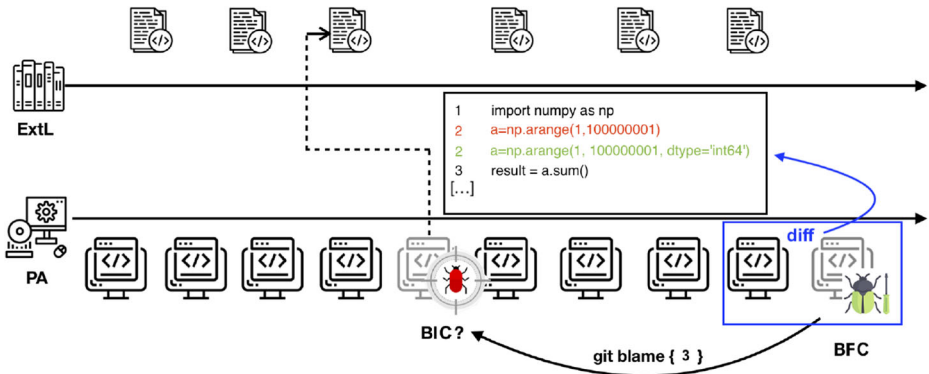 ExtL
1 import numpy as np
2 a=np.arange(1,100000001)
2 a=np.arange(1, 100000001, dtype='int64')
3 result = a.sum()
[...]
PA
diff
BIC?
git blame { 3 }
BFC